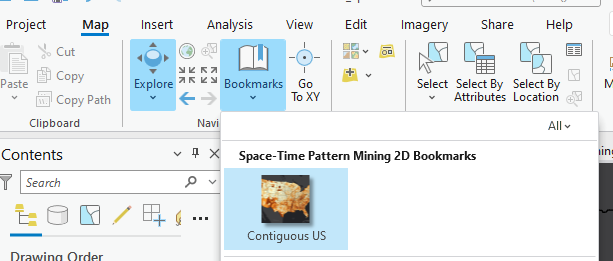 Project Map Insert Analysis View Edit Imagery Share
Cut
Copy
Copy Path
Paste
Clipboard
Explore
Bookmarks
Go
To XY
Select
Select By
Attributes
Select By
Location
Navi
All
Contents
Space-Time Pattern Mining 2D Bookmarks
Search
Contiguous US
Drawing Order